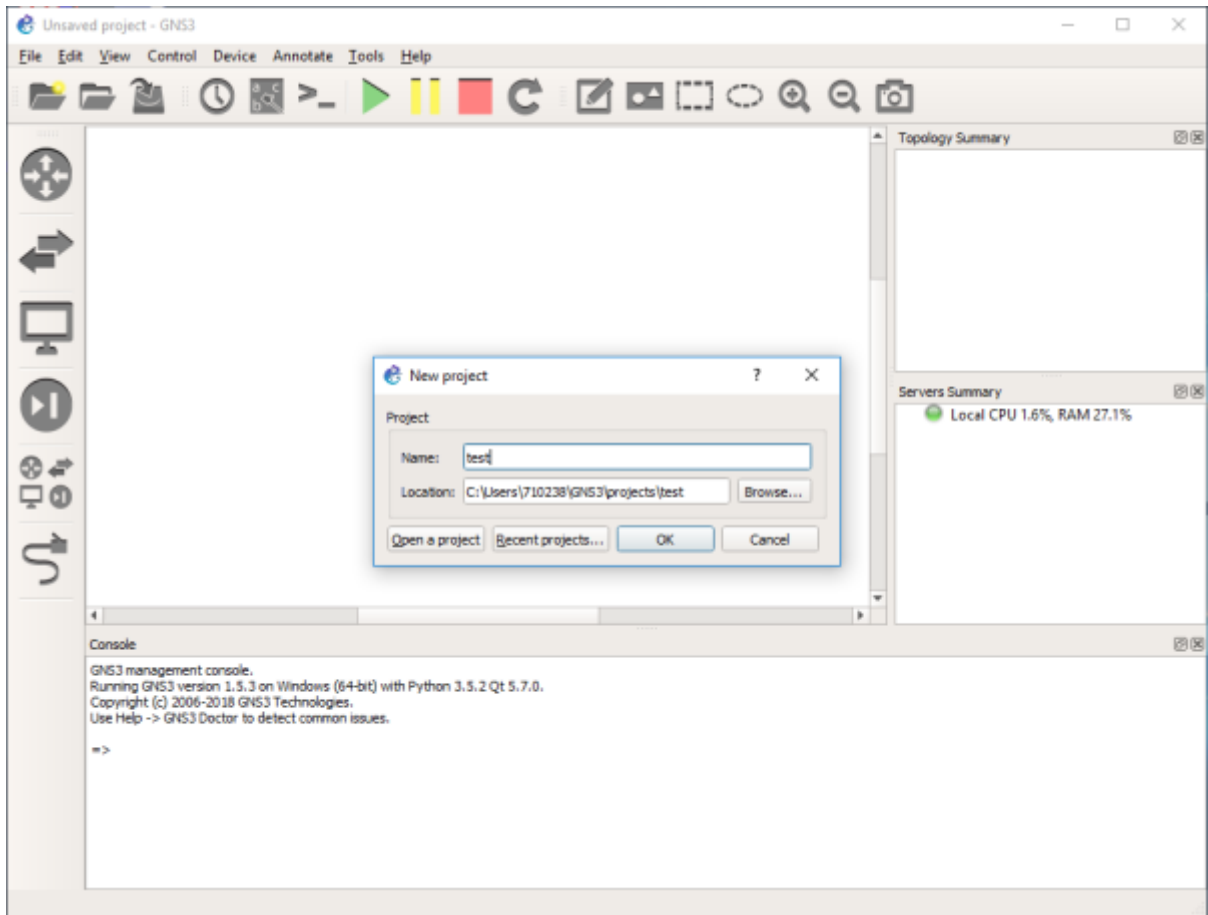 Unsaved project - GNS3
File Edit View Control Device Annotate Tools Help
Topology Summary
Servers Summary
Local CPU 1.6%, RAM 27.1%
New project
Project
Name: test
Location: C:\Users\710238\GNS3\projects\test Browse...
Open a project Recent projects... OK Cancel
Console
GNS3 management console.
Running GNS3 version 1.5.3 on Windows (64-bit) with Python 3.5.2 Qt 5.7.0.
Copyright (c) 2006-2018 GNS3 Technologies.
Use Help -> GNS3 Doctor to detect common issues.
=>